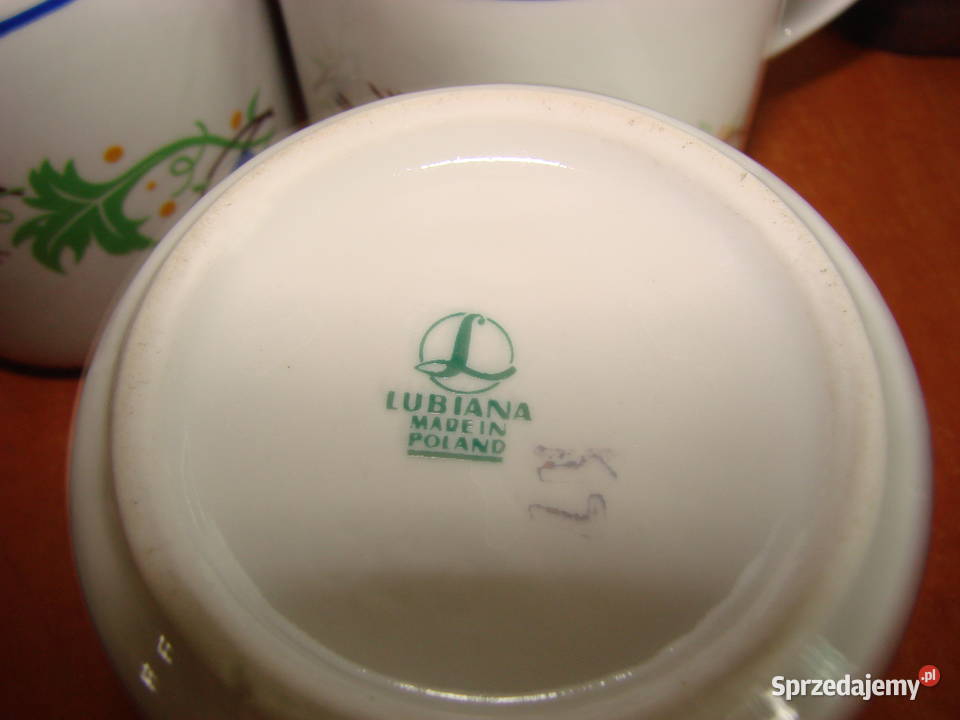 L
LUBIANA
MADE IN
POLAND
Sprzedajemy.pl